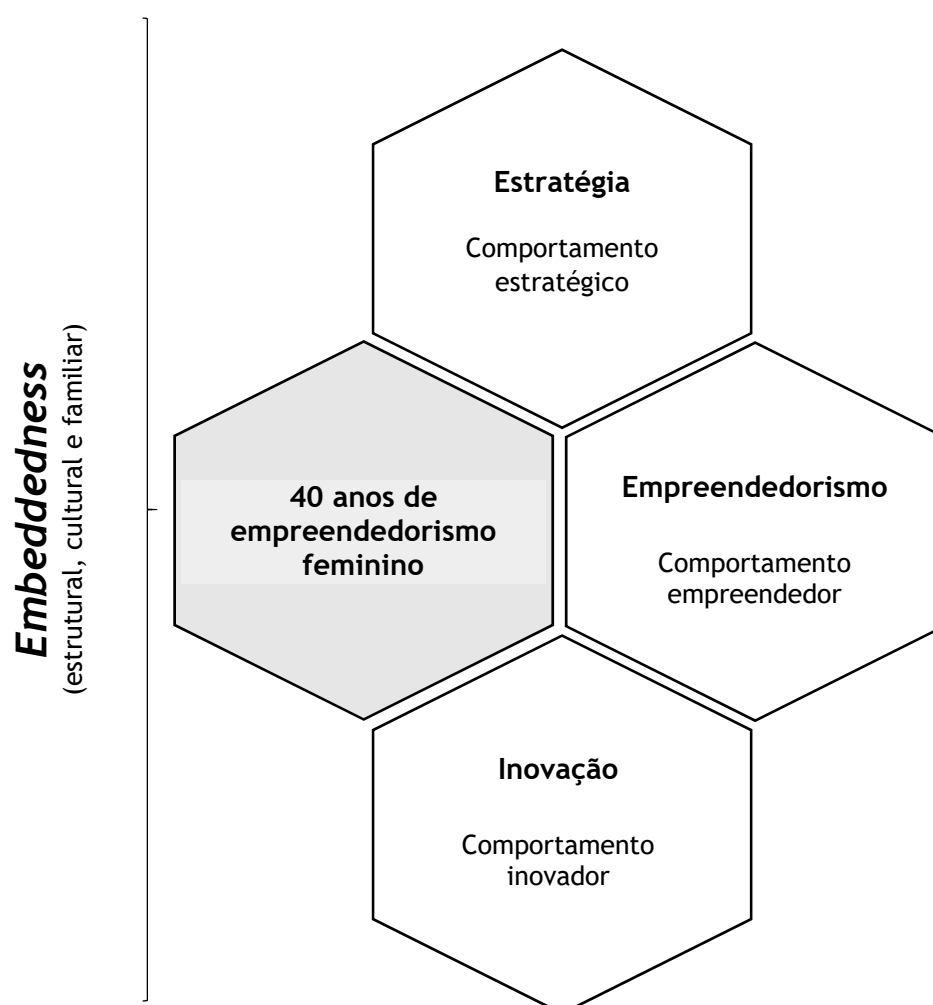 Embeddedness
(estrutural, cultural e familiar)
Estratégia
Comportamento
estratégico
40 anos de
empreendedorismo
feminino
Empreendedorismo
Comportamento
empreendedor
Inovação
Comportamento
inovador